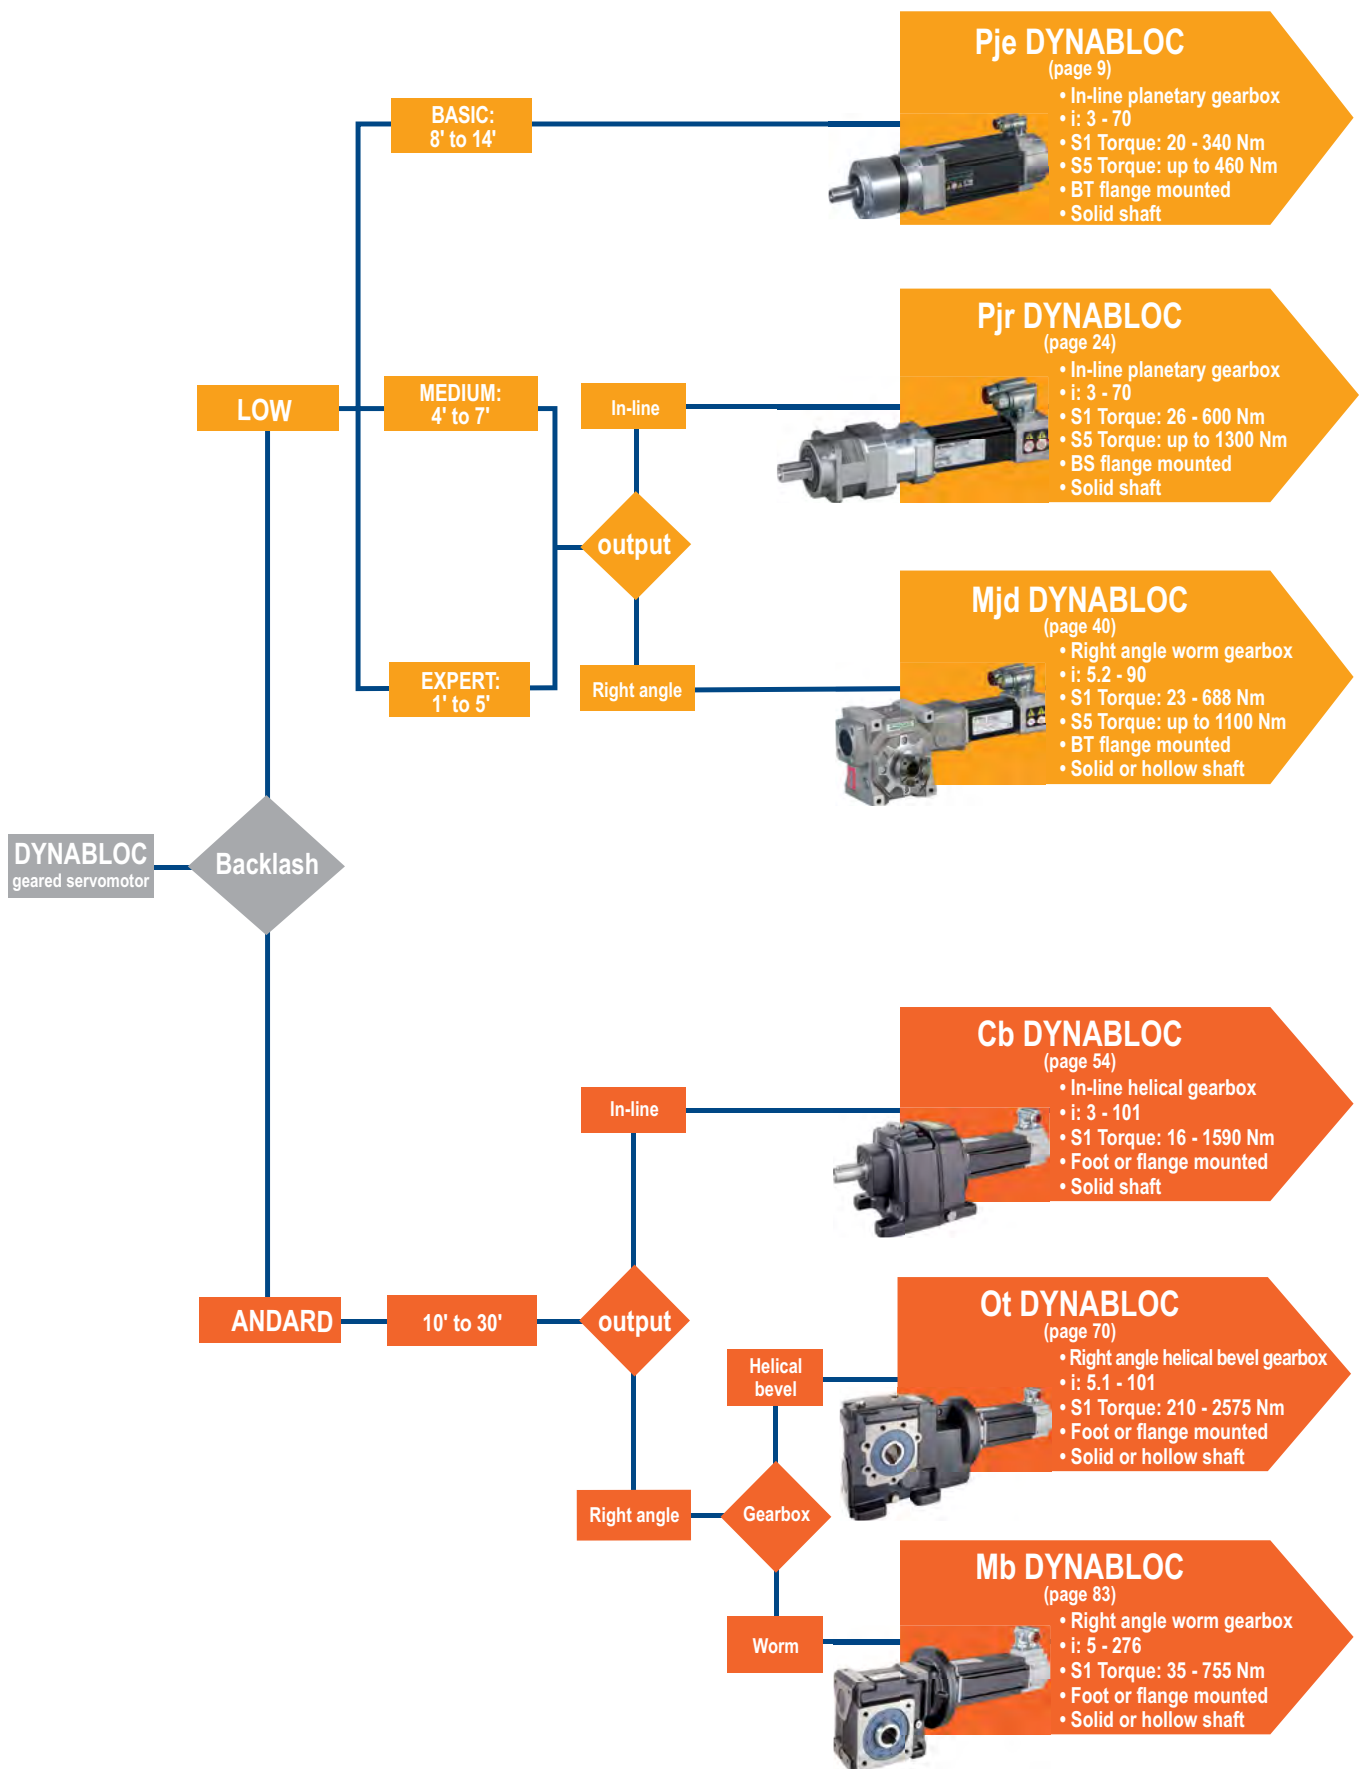 Pje DYNABLOC
(page 9)
• In-line planetary gearbox
• i: 3 - 70
• S1 Torque: 20 - 340 Nm
• S5 Torque: up to 460 Nm
• BT flange mounted
• Solid shaft
BASIC:
8' to 14'
Pjr DYNABLOC
(page 24)
• In-line planetary gearbox
• i: 3 - 70
• S1 Torque: 26 - 600 Nm
• S5 Torque: up to 1300 Nm
• BS flange mounted
• Solid shaft
LOW
MEDIUM:
4' to 7'
In-line
output
Mjd DYNABLOC
(page 40)
• Right angle worm gearbox
• i: 5.2 - 90
• S1 Torque: 23 - 688 Nm
• S5 Torque: up to 1100 Nm
• BT flange mounted
• Solid or hollow shaft
EXPERT:
1' to 5'
Right angle
DYNABLOC
geared servomotor
Backlash
Cb DYNABLOC
(page 54)
• In-line helical gearbox
• i: 3 - 101
• S1 Torque: 16 - 1590 Nm
• Foot or flange mounted
• Solid shaft
In-line
ANDARD
10' to 30'
output
Ot DYNABLOC
(page 70)
• Right angle helical bevel gearbox
• i: 5.1 - 101
• S1 Torque: 210 - 2575 Nm
• Foot or flange mounted
• Solid or hollow shaft
Helical
bevel
Right angle
Gearbox
Mb DYNABLOC
(page 83)
• Right angle worm gearbox
• i: 5 - 276
• S1 Torque: 35 - 755 Nm
• Foot or flange mounted
• Solid or hollow shaft
Worm